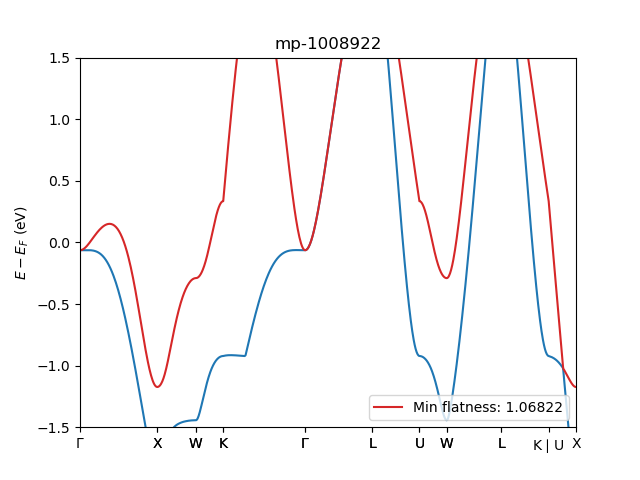 mp-1008922
E − E_F (eV)
1.5
1.0
0.5
0.0
−0.5
−1.0
−1.5
Min flatness: 1.06822
Γ X W K Γ L U W L K | U X